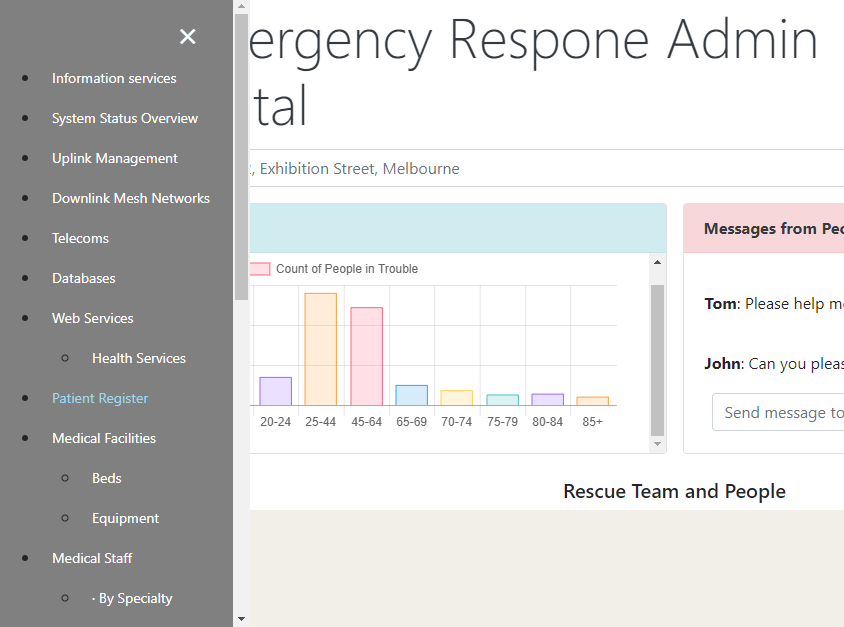 ×
Information services
System Status Overview
Uplink Management
Downlink Mesh Networks
Telecoms
Databases
Web Services
Health Services
Patient Register
Medical Facilities
Beds
Equipment
Medical Staff
· By Specialty
ergency Respone Admin
tal
, Exhibition Street, Melbourne
Count of People in Trouble
20-24 25-44 45-64 65-69 70-74 75-79 80-84 85+
Messages from Peo
Tom: Please help m
John: Can you pleas
Send message to
Rescue Team and People